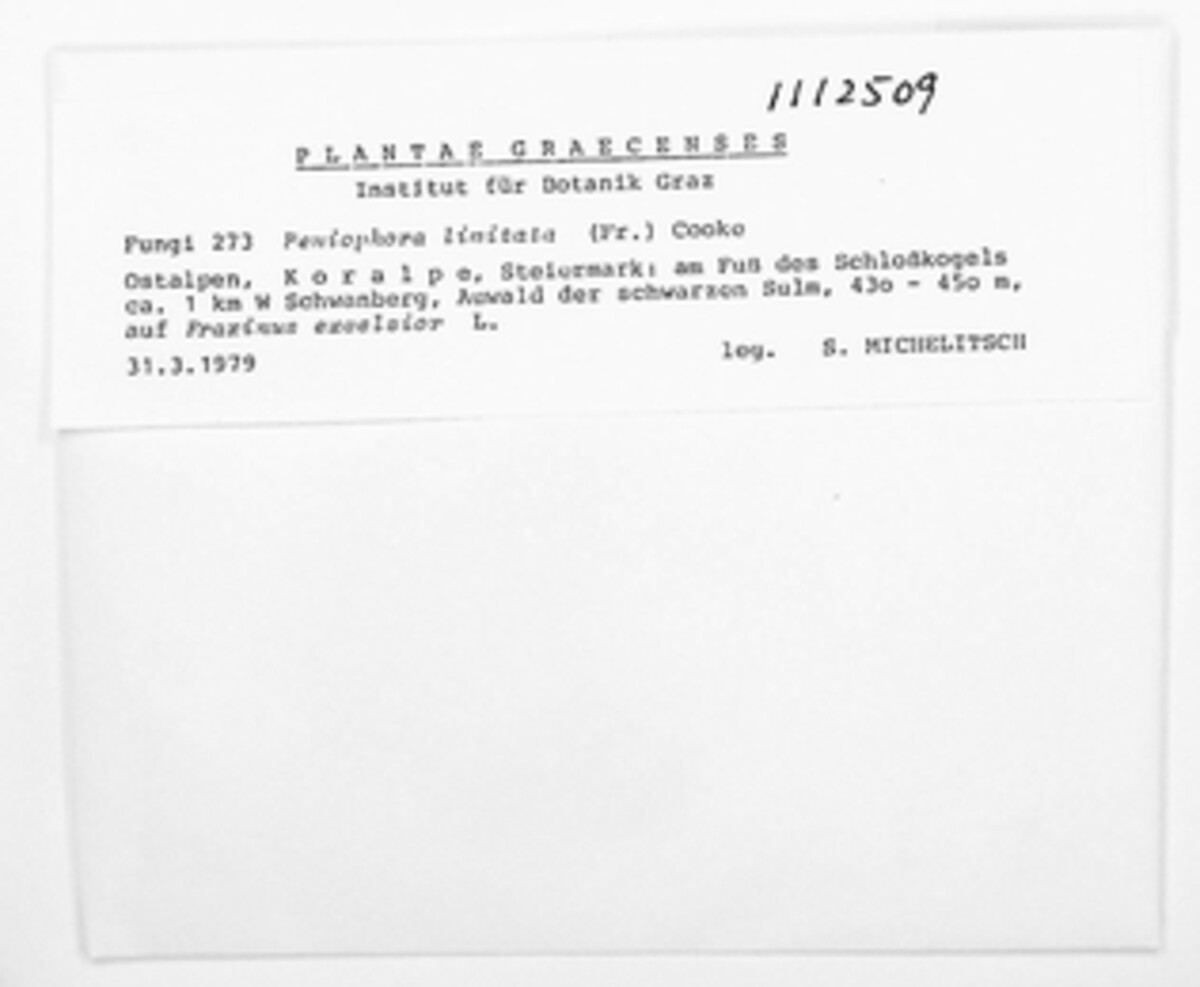 1112509
PLANTAE GRAECENSES
Institut für Botanik Graz
Fungi 273 Peniophora limitata (Fr.) Cooke
Ostalpen, Koralpe, Steiermark: am Fuß des Schloßkogels
ca. 1 km W Schwanberg, Auwald der schwarzen Sulm, 430 - 450 m,
auf Fraxinus excelsior L.
31.3.1979 leg. S. MICHELITSCH